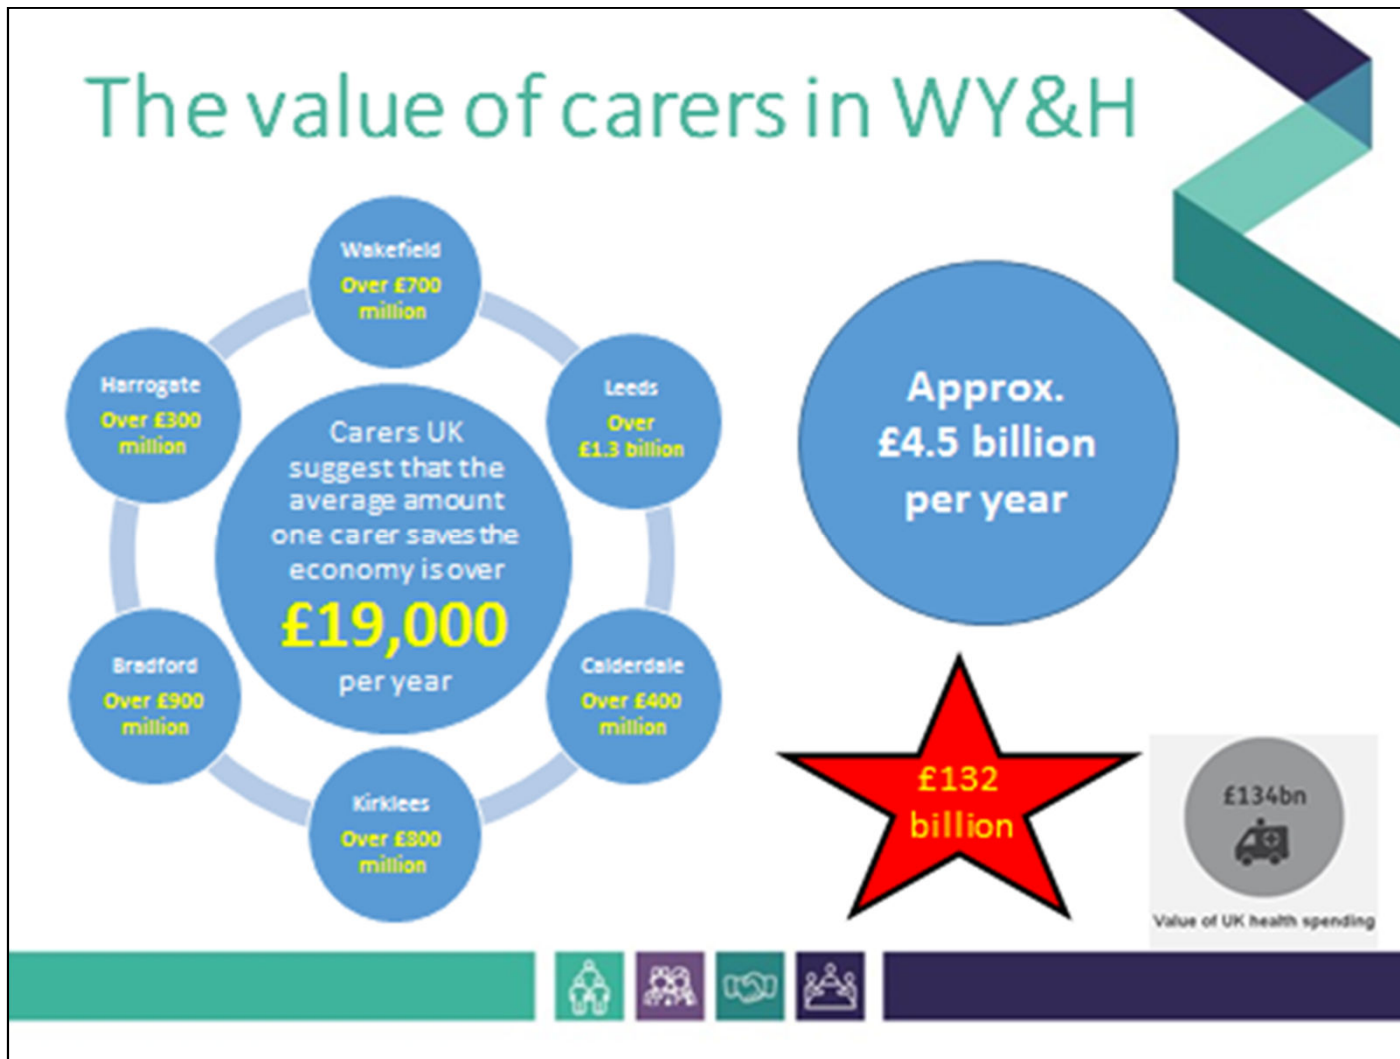 The value of carers in WY&H
Wakefield
Over £700
million
Leeds
Over
£1.3 billion
Calderdale
Over £400
million
Kirklees
Over £800
million
Bradford
Over £900
million
Harrogate
Over £300
million
Carers UK
suggest that the
average amount
one carer saves the
economy is over
£19,000
per year
Approx.
£4.5 billion
per year
£132
billion
£134bn
Value of UK health spending